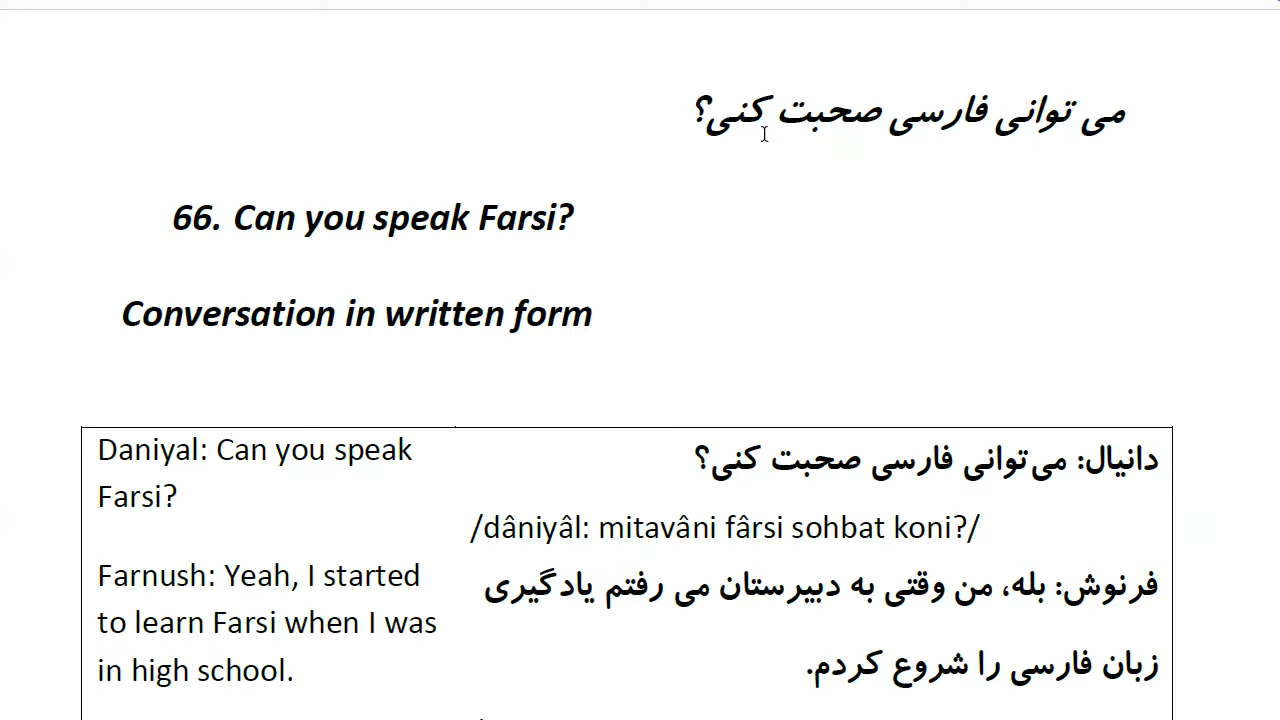 می توانی فارسی صحبت کنی؟
66. Can you speak Farsi?
Conversation in written form
Daniyal: Can you speak
Farsi?
Farnush: Yeah, I started
to learn Farsi when I was
in high school.
دانیال: می‌توانی فارسی صحبت کنی؟
/dâniyâl: mitavâni fârsi sohbat koni?/
فرنوش: بله، من وقتی به دبیرستان می رفتم یادگیری
زبان فارسی را شروع کردم.